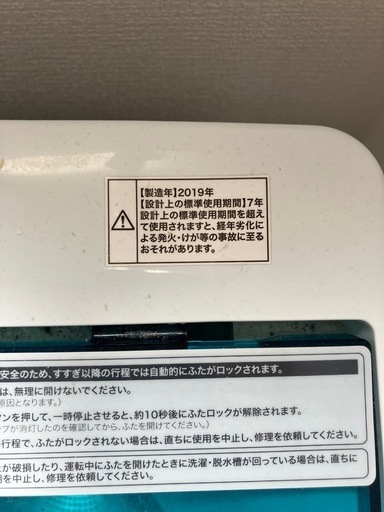 【製造年】2019年
【設計上の標準使用期間】7年
設計上の標準使用期間を超え
て使用されますと、経年劣化に
よる発火・けが等の事故に至る
おそれがあります。
安全のため、すすぎ以降の行程では自動的にふたがロックされます。
は、無理に開けないでください。
原因となります。)
ンを押して、一時停止させると、約10秒後にふたロックが解除されます。
ンプが消灯したのを確認してから、ふたを開けてください。)
行程で、ふたがロックされない場合は、直ちに使用を中止し、修理を依頼してください。
が破損したり、運転中にふたを開けたときに洗濯・脱水槽が回っている場合は、直ち
を中止し、修理を依頼してください。